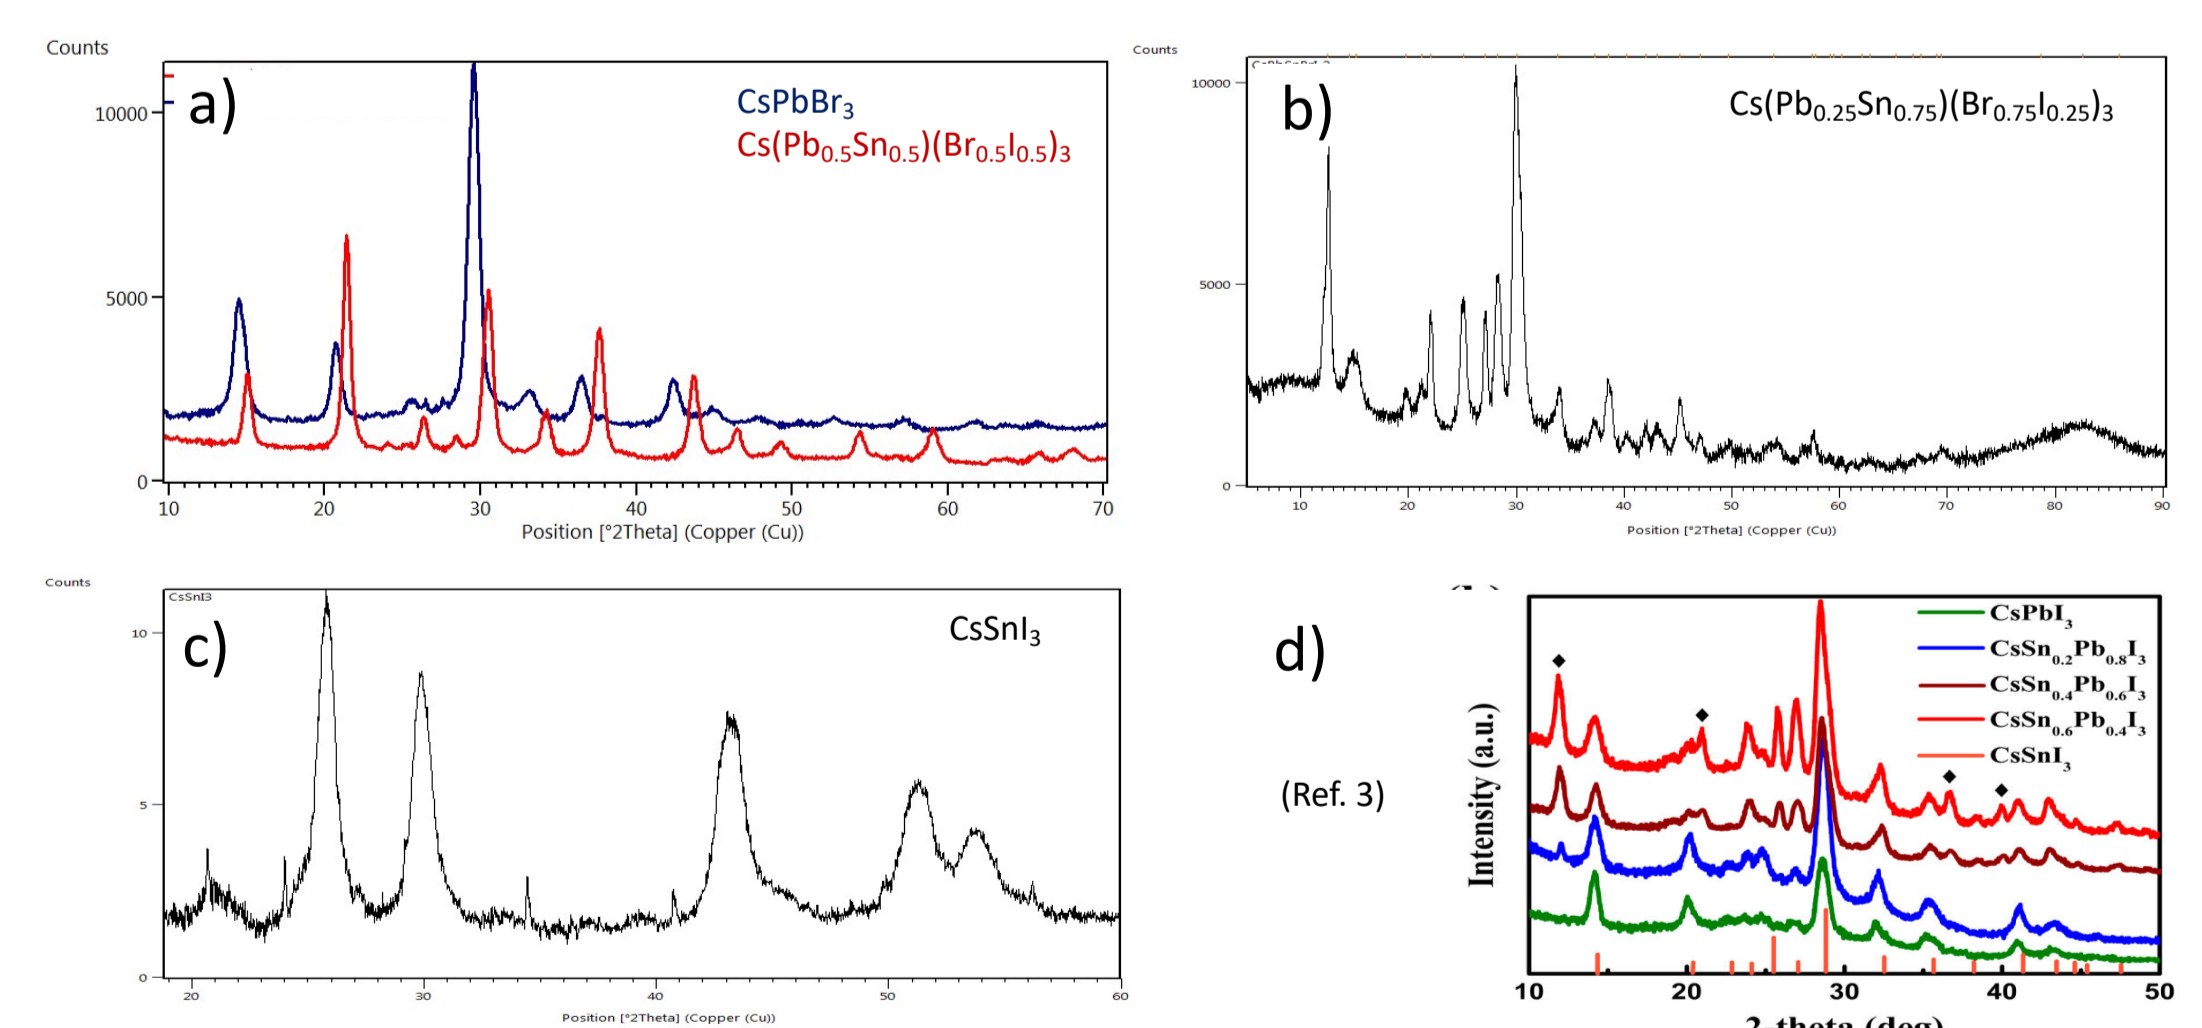 Counts
a)
CsPbBr₃
Cs(Pb₀.₅Sn₀.₅)(Br₀.₅I₀.₅)₃
10000
5000
0
10 20 30 40 50 60 70
Position [°2Theta] (Copper (Cu))
Counts
b)
Cs(Pb₀.₂₅Sn₀.₇₅)(Br₀.₇₅I₀.₂₅)₃
10000
5000
0
10 20 30 40 50 60 70 80 90
Position [°2Theta] (Copper (Cu))
Counts
CsSnI3
c)
CsSnI₃
10
5
0
20 30 40 50 60
Position [°2Theta] (Copper (Cu))
d)
(Ref. 3)
Intensity (a.u.)
CsPbI₃
CsSn₀.₂Pb₀.₈I₃
CsSn₀.₄Pb₀.₆I₃
CsSn₀.₆Pb₀.₄I₃
CsSnI₃
10 20 30 40 50
2-theta (deg)